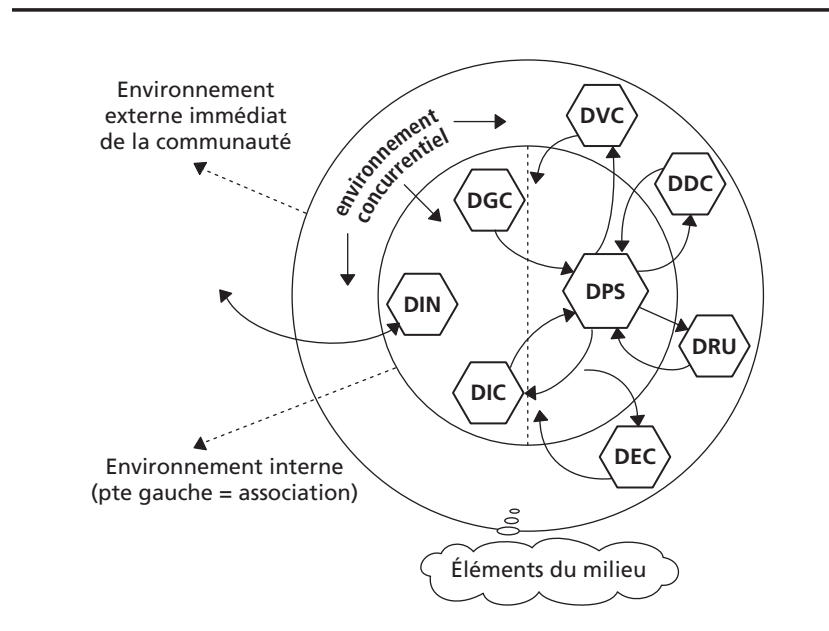 Environnement
externe immédiat
de la communauté
environnement
concurrentiel
DVC
DDC
DGC
DPS
DIN
DRU
DIC
DEC
Environnement interne
(pte gauche = association)
Éléments du milieu